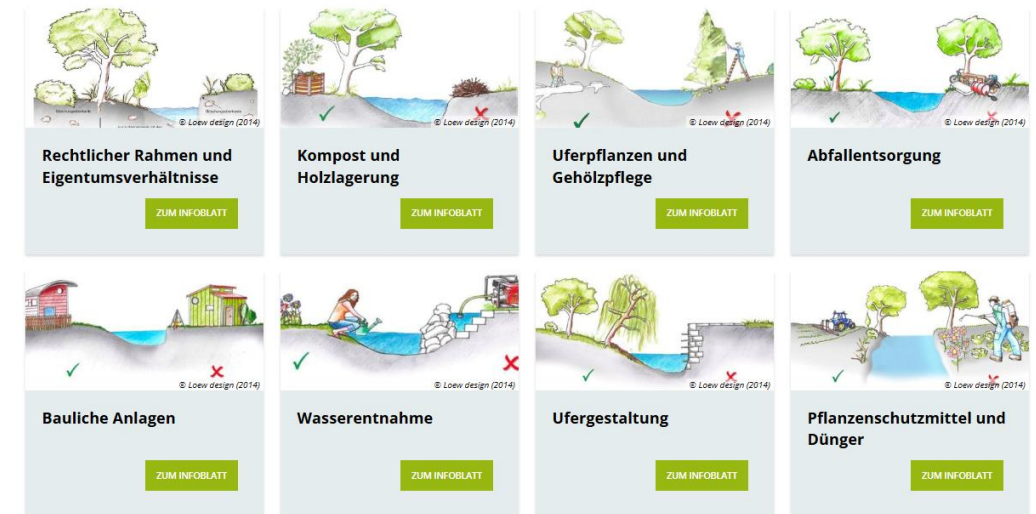 © Loew design (2014)
© Loew design (2014)
© Loew design (2014)
© Loew design (2014)
Rechtlicher Rahmen und
Eigentumsverhältnisse
ZUM INFOBLATT
Kompost und
Holzlagerung
ZUM INFOBLATT
Uferpflanzen und
Gehölzpflege
ZUM INFOBLATT
Abfallentsorgung
ZUM INFOBLATT
© Loew design (2014)
© Loew design (2014)
© Loew design (2014)
© Loew design (2014)
Bauliche Anlagen
ZUM INFOBLATT
Wasserentnahme
ZUM INFOBLATT
Ufergestaltung
ZUM INFOBLATT
Pflanzenschutzmittel und
Dünger
ZUM INFOBLATT